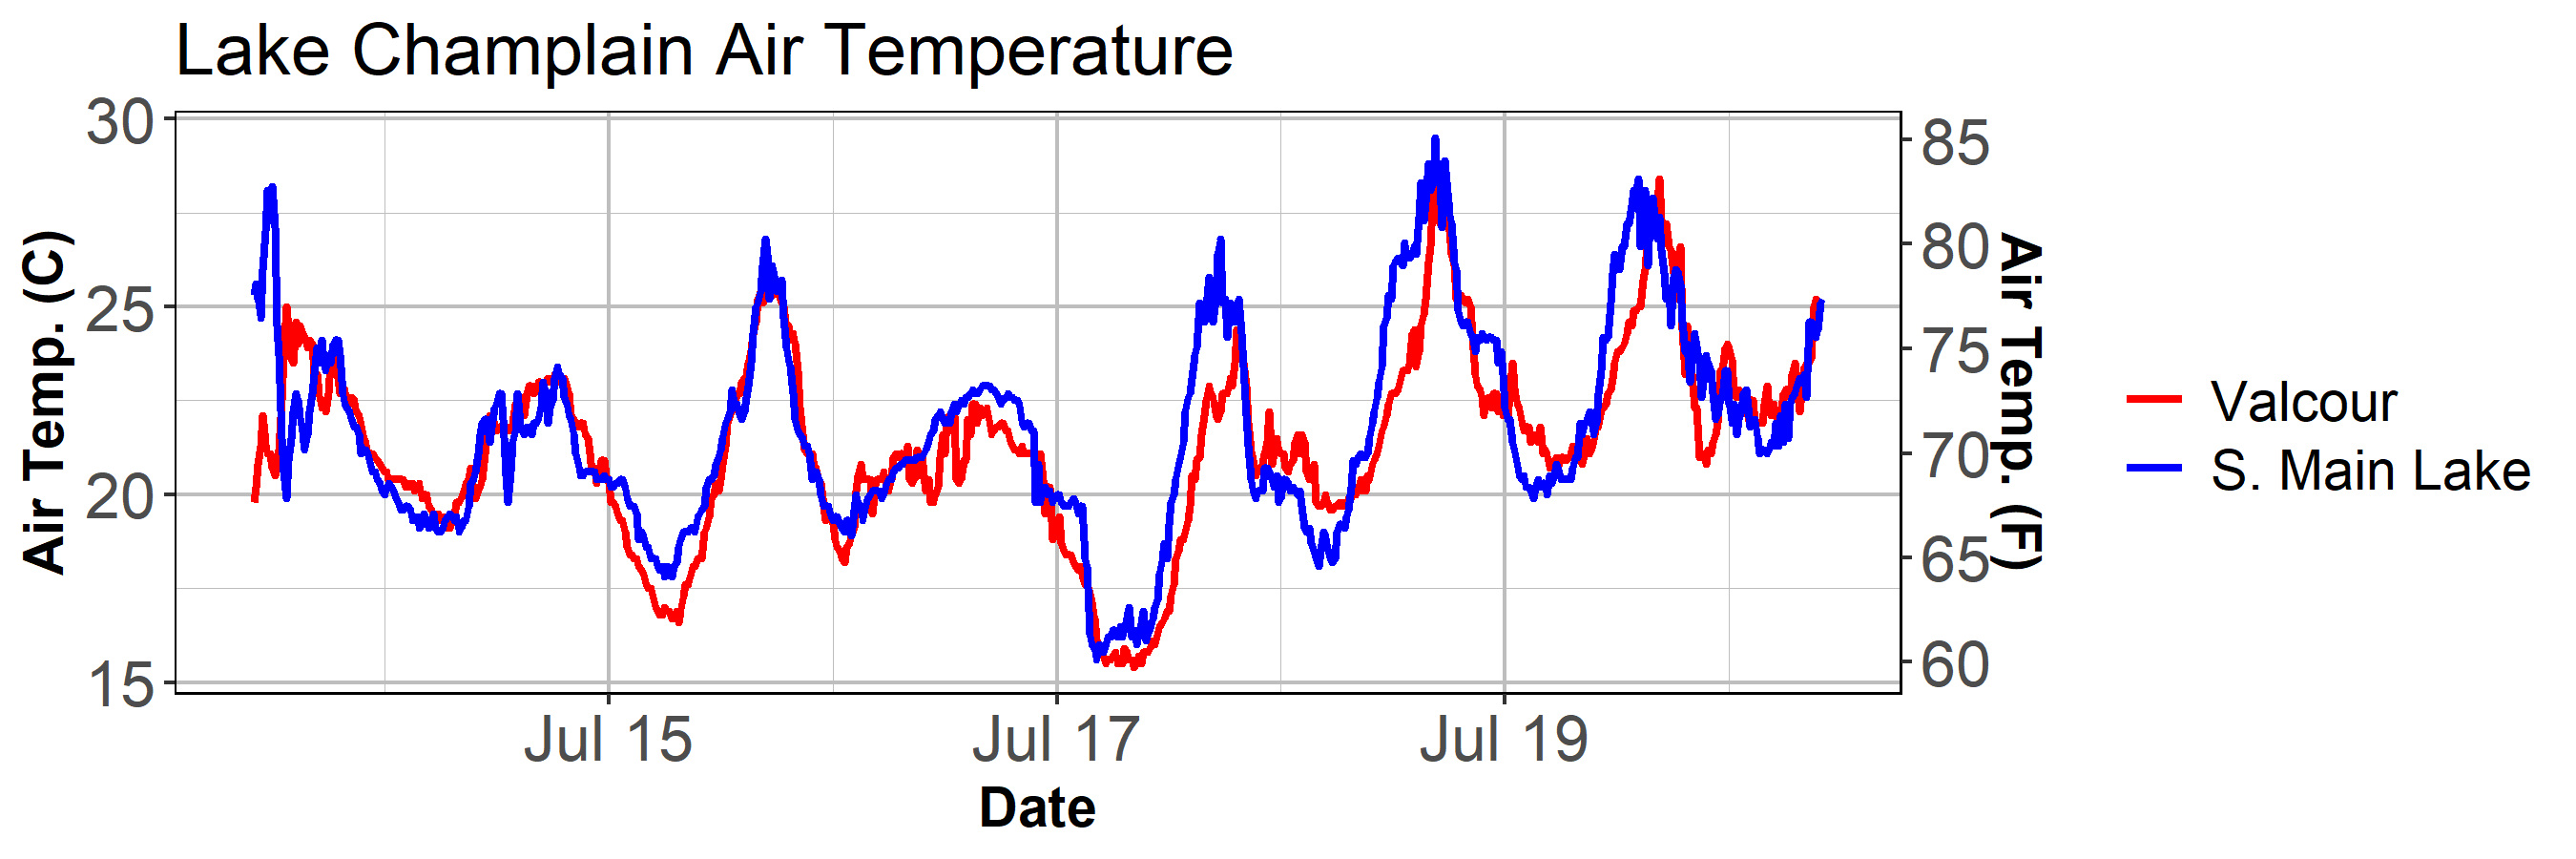 Lake Champlain Air Temperature
Air Temp. (C)
30
25
20
15
85
80
75
70
65
60
Air Temp. (F)
Jul 15
Jul 17
Jul 19
Date
Valcour
S. Main Lake